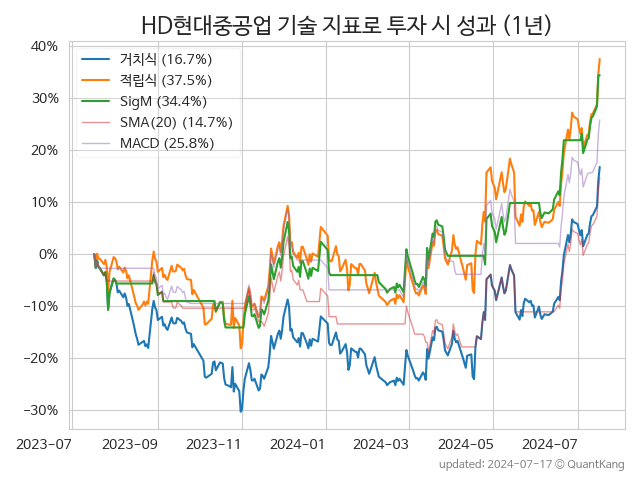 HD현대중공업 기술 지표로 투자 시 성과 (1년)
40%
30%
20%
10%
0%
−10%
−20%
−30%
거치식 (16.7%)
적립식 (37.5%)
SigM (34.4%)
SMA(20) (14.7%)
MACD (25.8%)
2023-07 2023-09 2023-11 2024-01 2024-03 2024-05 2024-07
updated: 2024-07-17 © QuantKang